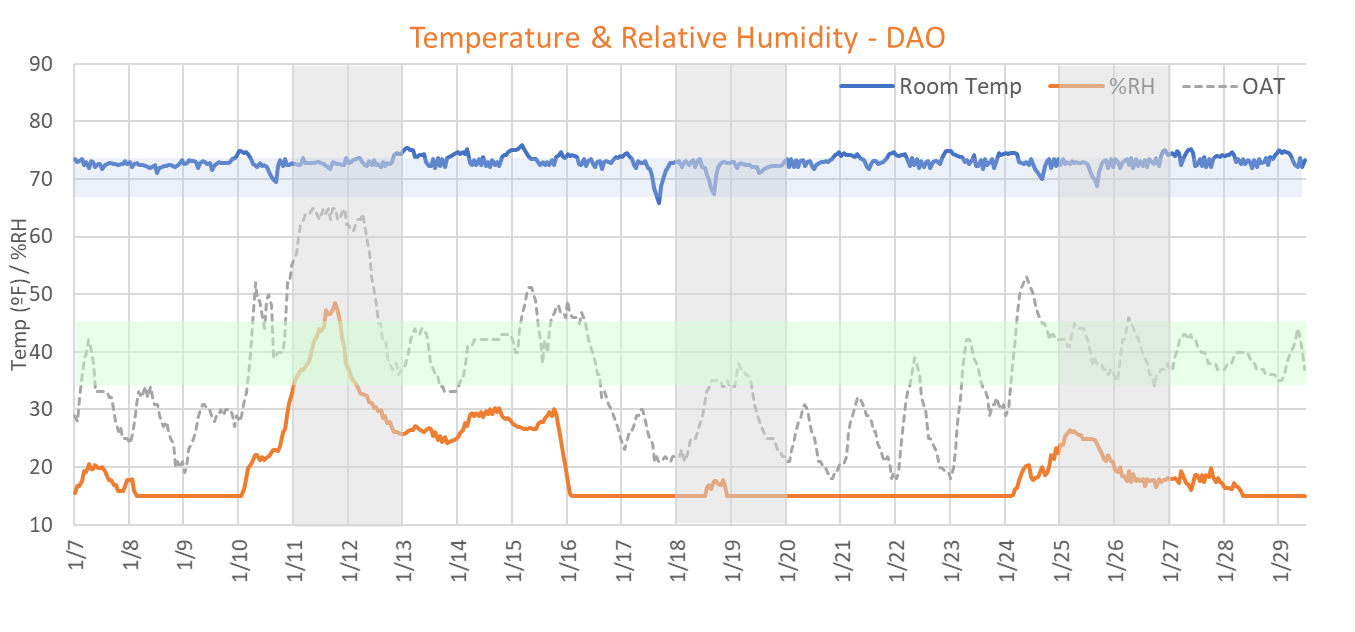 Temperature & Relative Humidity - DAO
Room Temp %RH OAT
Temp (ºF) / %RH
90
80
70
60
50
40
30
20
10
1/7 1/8 1/9 1/10 1/11 1/12 1/13 1/14 1/15 1/16 1/17 1/18 1/19 1/20 1/21 1/22 1/23 1/24 1/25 1/26 1/27 1/28 1/29